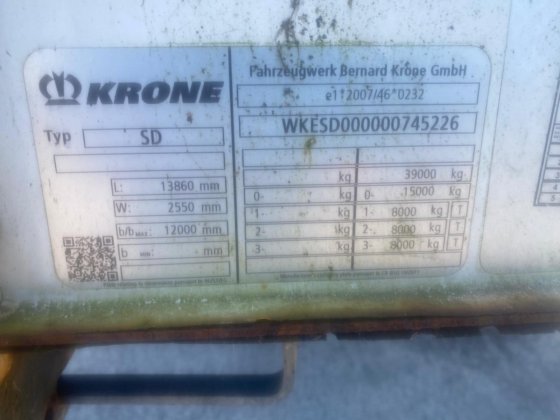 KRONE
Typ SD
L: 13860 mm
W: 2550 mm
b/b MAX: 12000 mm
b MIN: - mm
Fahrzeugwerk Bernard Krone GmbH
e1*2007/46*0232
WKESD000000745226
kg 39000 kg
0- - kg 0- 15000 kg
1- - kg 1- 8000 kg T
2- - kg 2- 8000 kg T
3- - kg 3- 8000 kg T